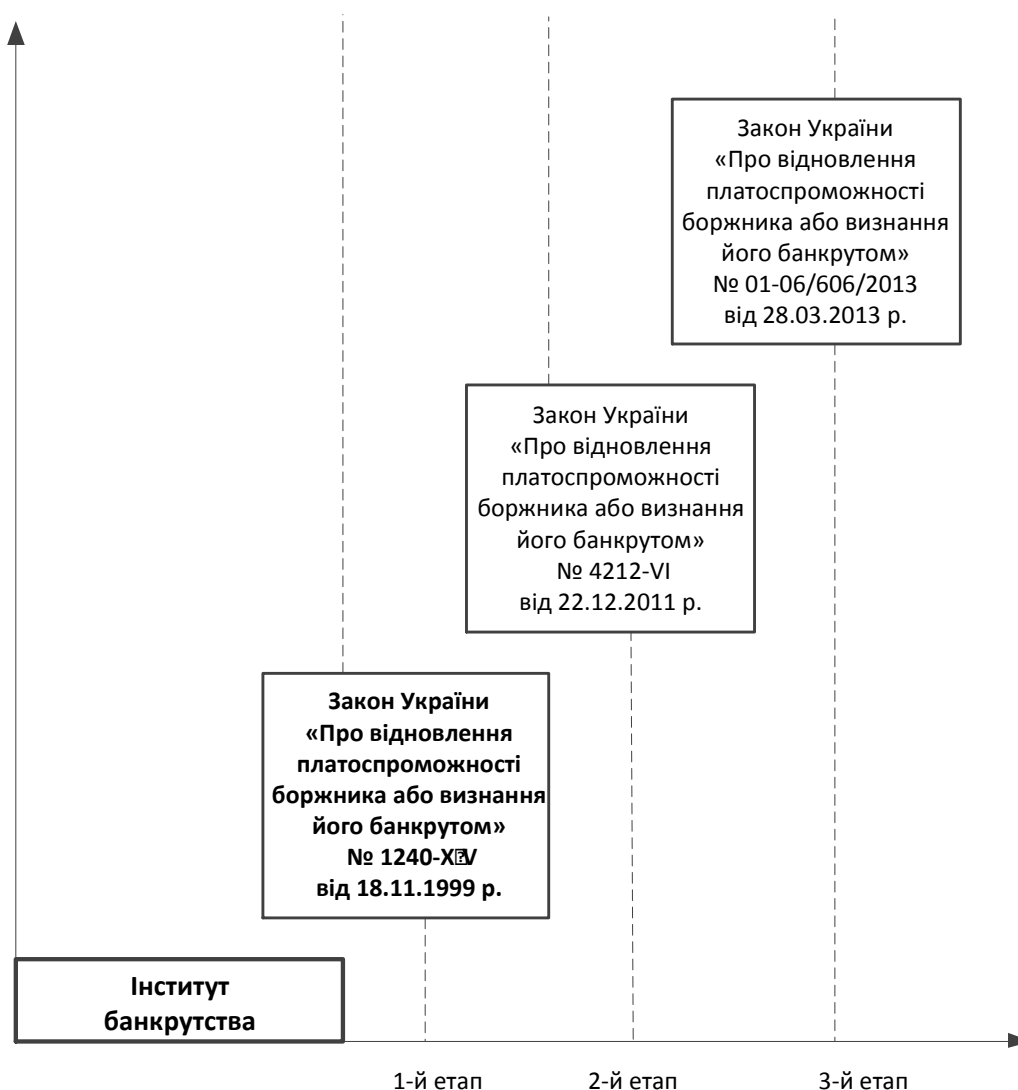 Закон України
«Про відновлення
платоспроможності
боржника або визнання
його банкрутом»
№ 01-06/606/2013
від 28.03.2013 р.
Закон України
«Про відновлення
платоспроможності
боржника або визнання
його банкрутом»
№ 4212-VI
від 22.12.2011 р.
Закон України
«Про відновлення
платоспроможності
боржника або визнання
його банкрутом»
№
від 18.11.1999 р.
Інститут
банкрутства
1-й етап 2-й етап 3-й етап